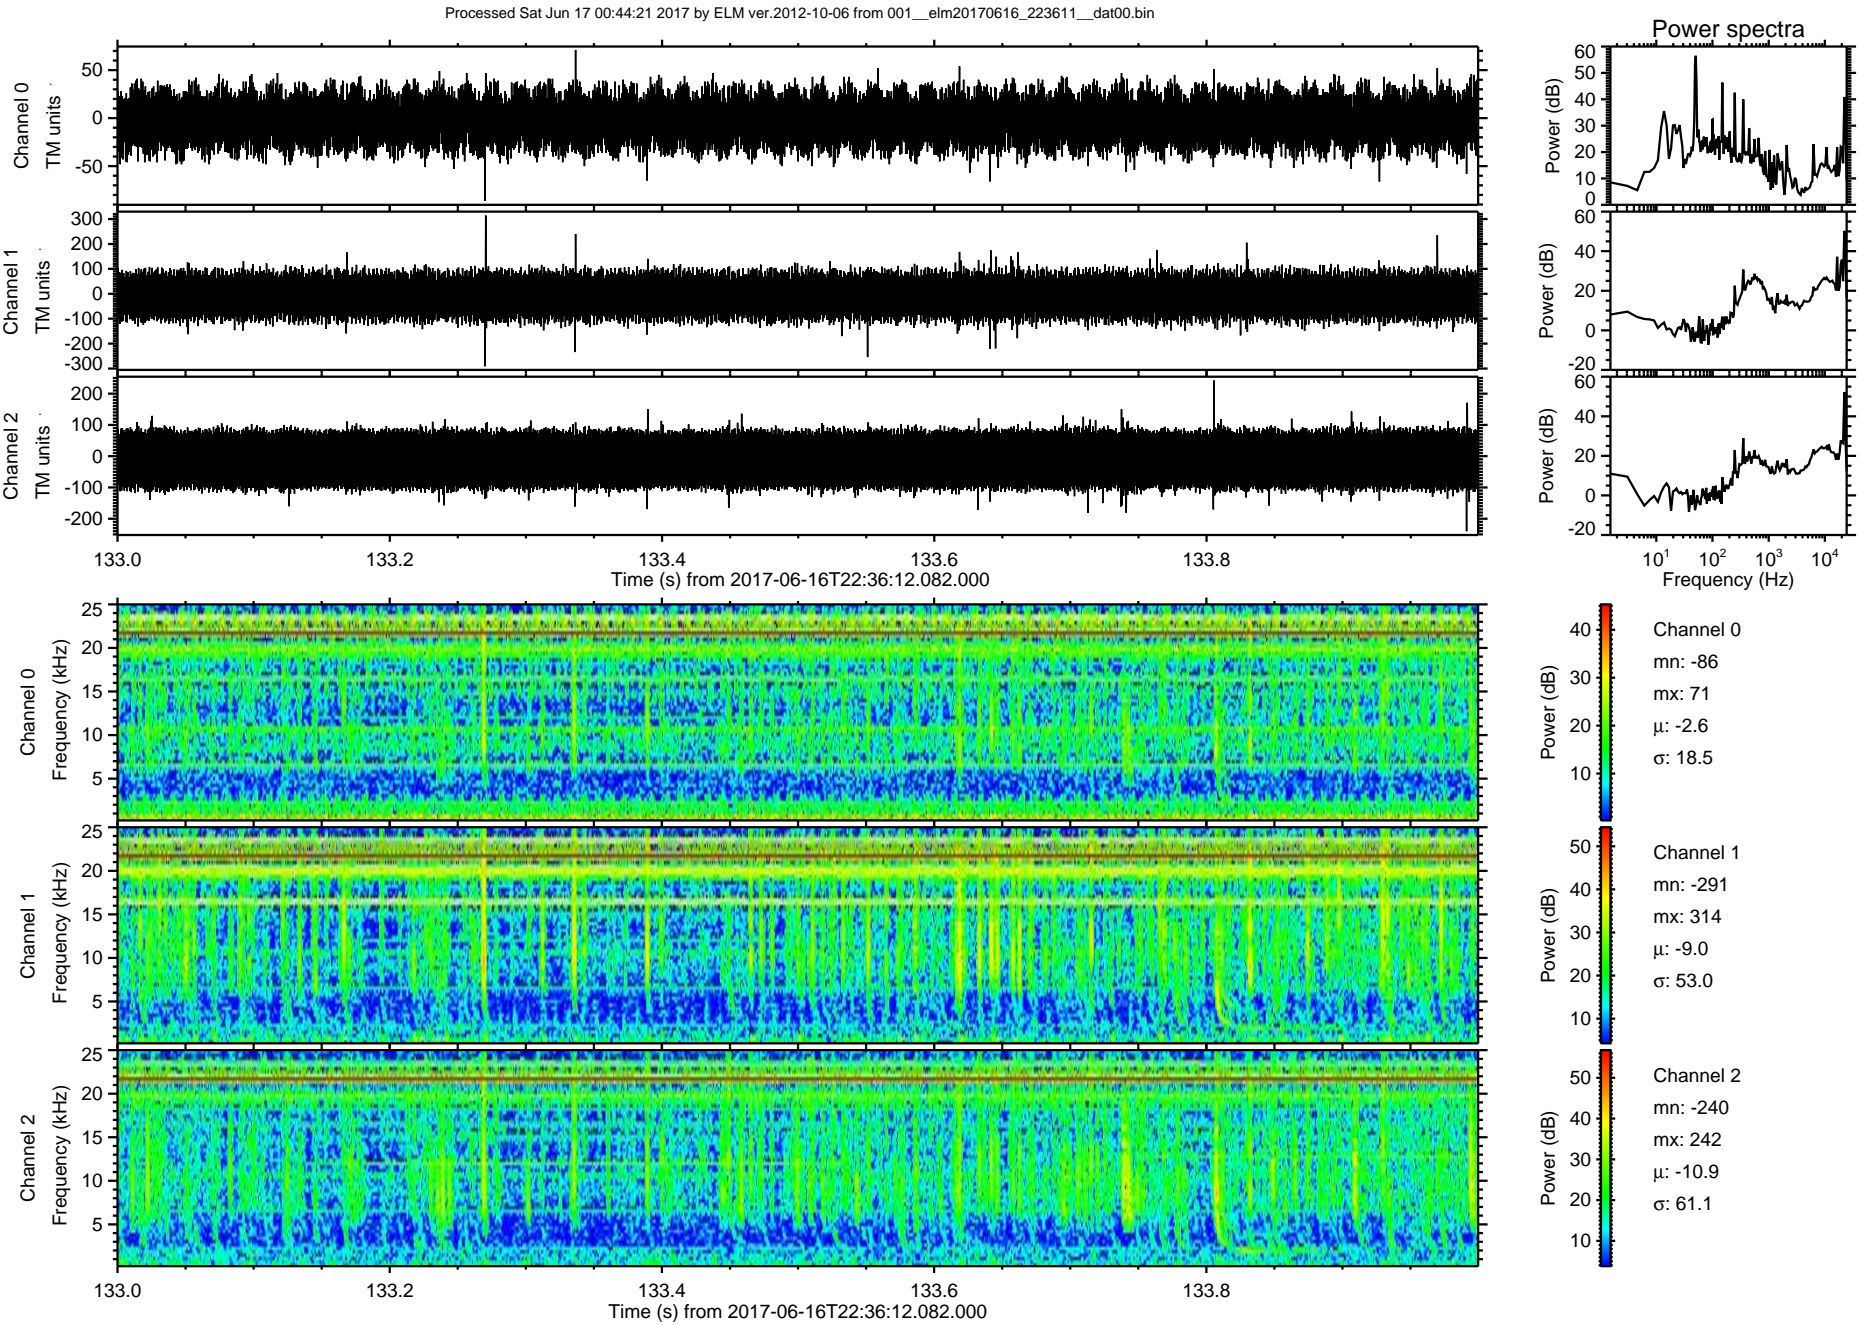 Processed Sat Jun 17 00:44:21 2017 by ELM ver.2012-10-06 from 001__elm20170616_223611__dat00.bin
Power spectra
Channel 0
TM units
50
0
-50
Power (dB)
60
50
40
30
20
10
0
Channel 1
TM units
300
200
100
0
-100
-200
-300
Power (dB)
60
40
20
0
-20
Channel 2
TM units
200
100
0
-100
-200
Power (dB)
60
40
20
0
-20
133.0 133.2 133.4 133.6 133.8
Time (s) from 2017-06-16T22:36:12.082.000
10¹ 10² 10³ 10⁴
Frequency (Hz)
Channel 0
Frequency (kHz)
25
20
15
10
5
Power (dB)
40
30
20
10
Channel 0
mn: -86
mx: 71
μ: -2.6
σ: 18.5
Channel 1
Frequency (kHz)
25
20
15
10
5
Power (dB)
50
40
30
20
10
Channel 1
mn: -291
mx: 314
μ: -9.0
σ: 53.0
Channel 2
Frequency (kHz)
25
20
15
10
5
Power (dB)
50
40
30
20
10
Channel 2
mn: -240
mx: 242
μ: -10.9
σ: 61.1
133.0 133.2 133.4 133.6 133.8
Time (s) from 2017-06-16T22:36:12.082.000